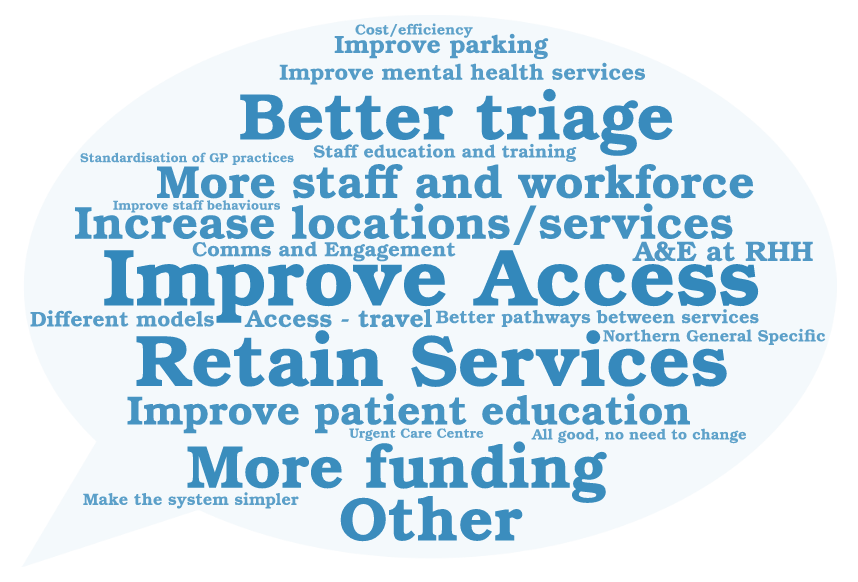 Cost/efficiency
Improve parking
Improve mental health services
Better triage
Standardisation of GP practices
Staff education and training
More staff and workforce
Improve staff behaviours
Increase locations/services
Comms and Engagement
A&E at RHH
Improve Access
Different models
Access - travel
Better pathways between services
Northern General Specific
Retain Services
Improve patient education
Urgent Care Centre
All good, no need to change
More funding
Make the system simpler
Other